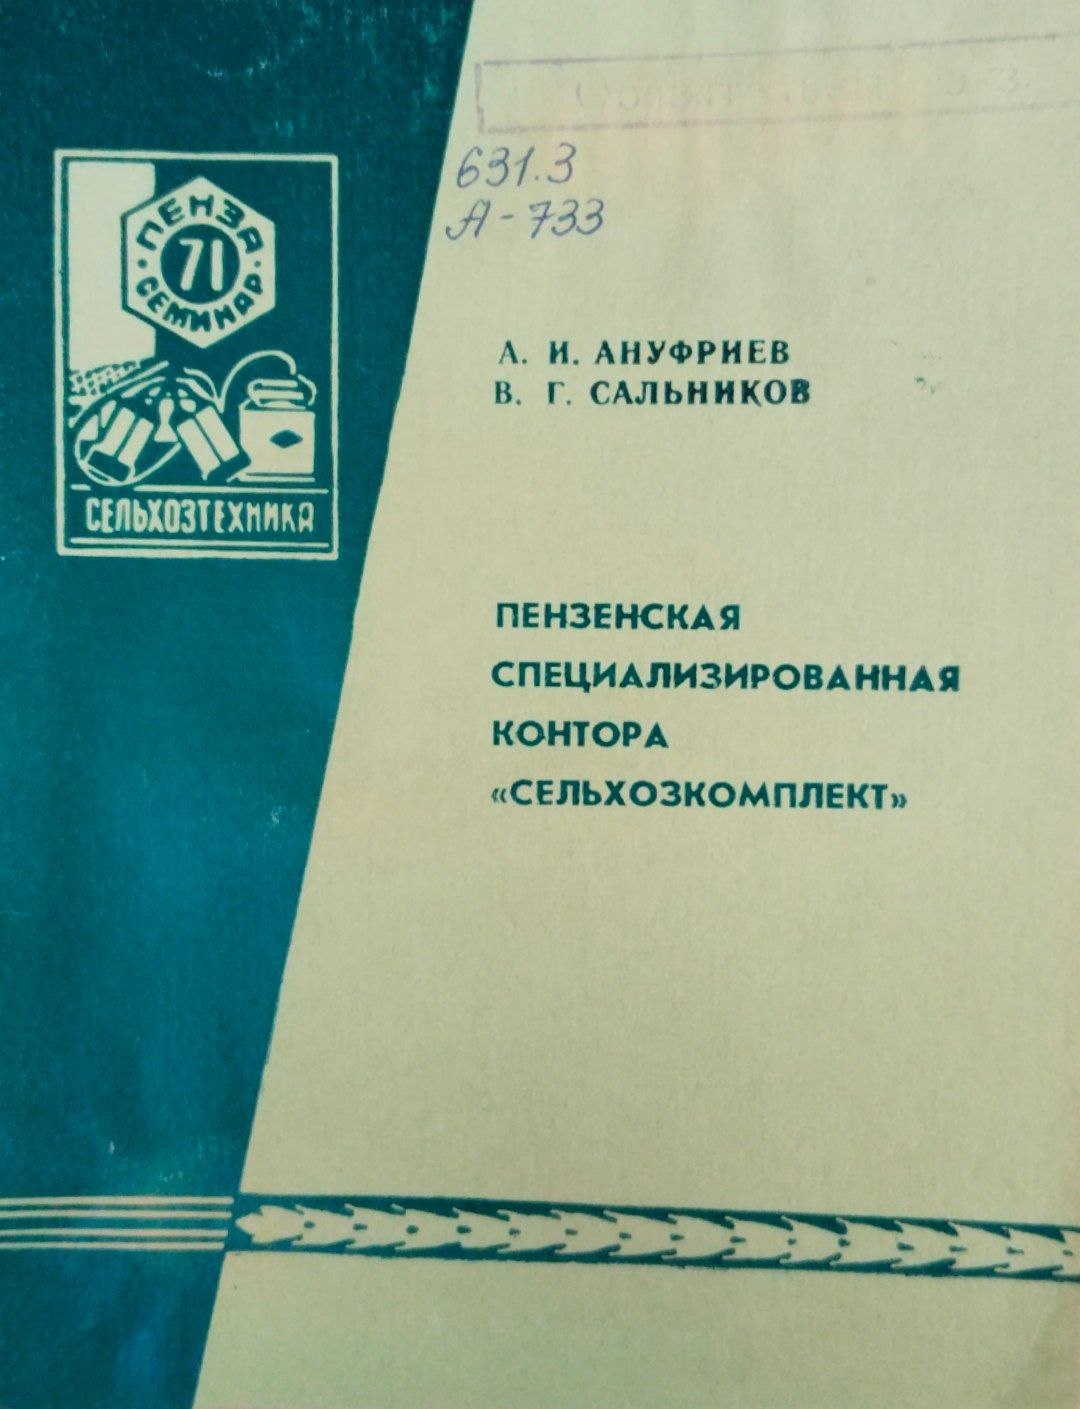 631.3
А-733
ПЕНЗА
71
СЕМИНАР
СЕЛЬХОЗТЕХНИКА
А. И. АНУФРИЕВ
В. Г. САЛЬНИКОВ
ПЕНЗЕНСКАЯ
СПЕЦИАЛИЗИРОВАННАЯ
КОНТОРА
«СЕЛЬХОЗКОМПЛЕКТ»